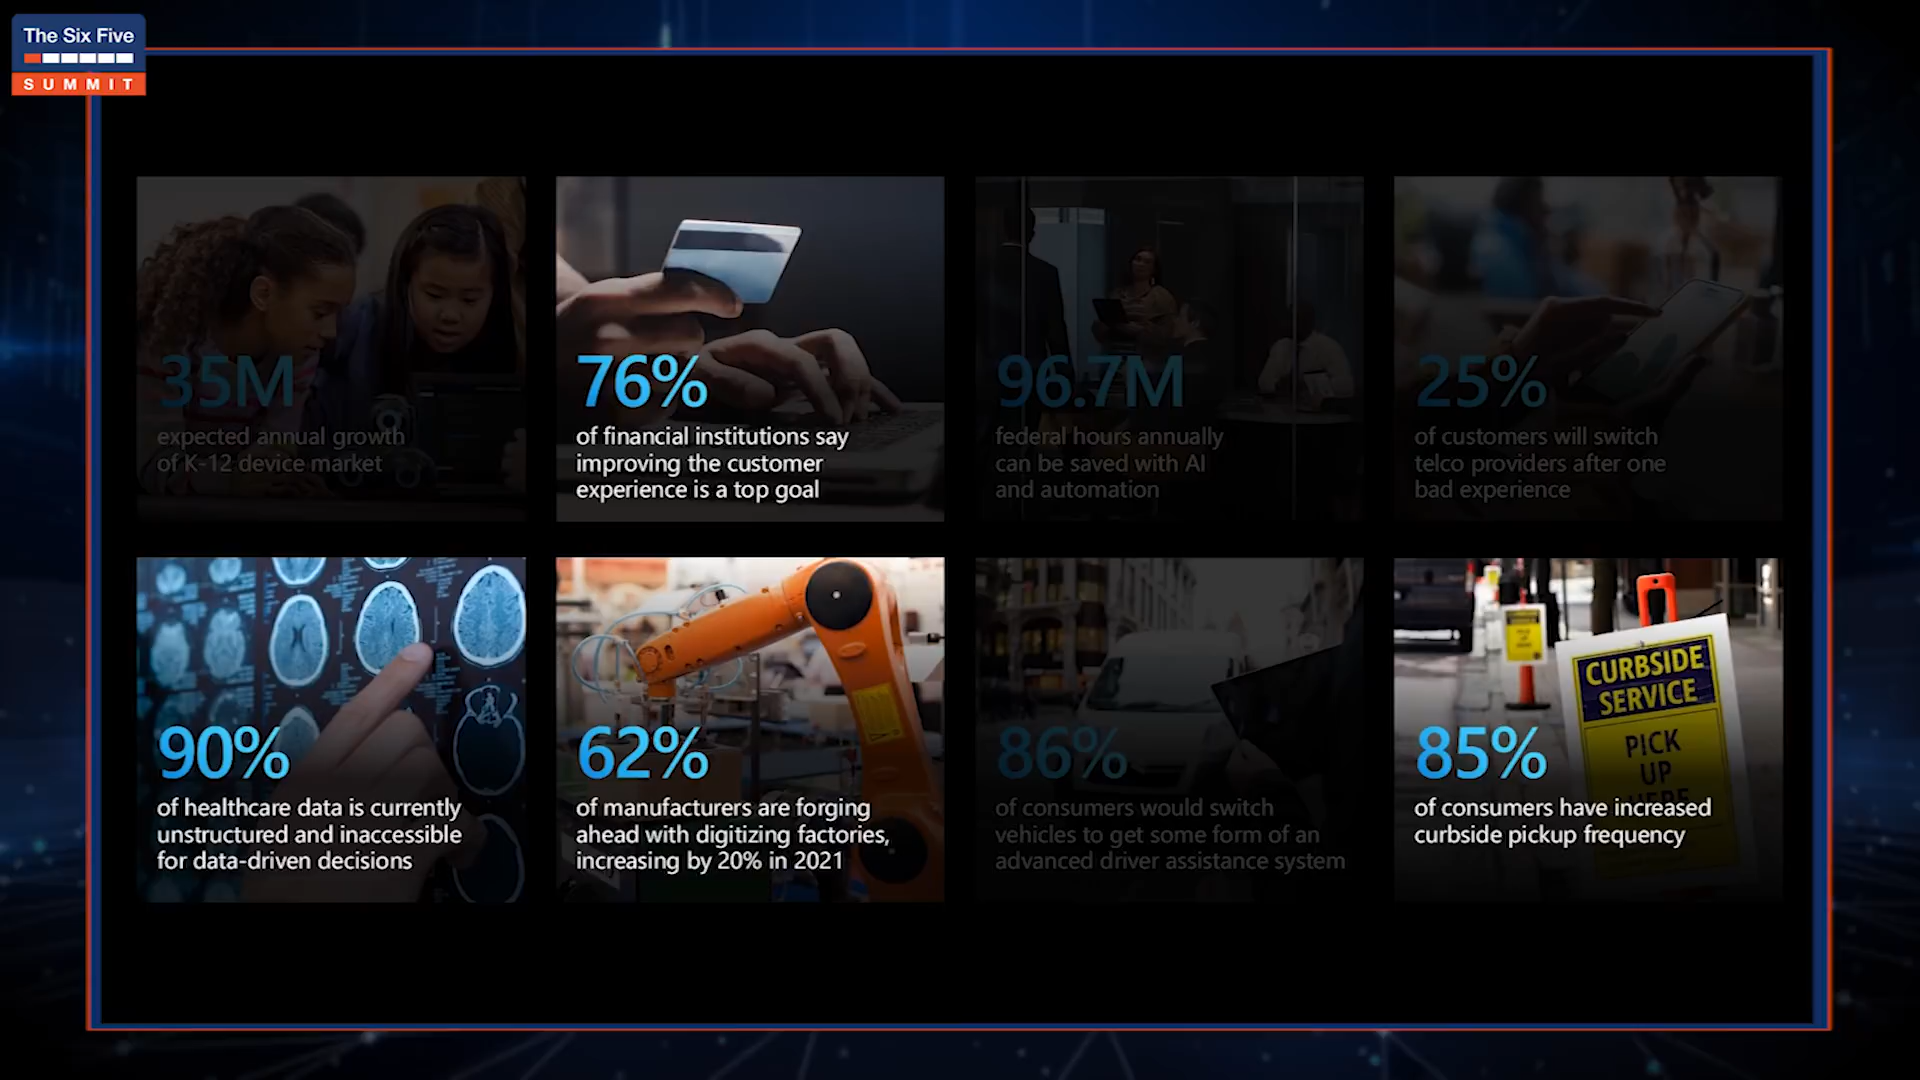 The Six Five
SUMMIT
35M
expected annual growth
of K-12 device market
76%
of financial institutions say
improving the customer
experience is a top goal
96.7M
federal hours annually
can be saved with AI
and automation
25%
of customers will switch
telco providers after one
bad experience
90%
of healthcare data is currently
unstructured and inaccessible
for data-driven decisions
62%
of manufacturers are forging
ahead with digitizing factories,
increasing by 20% in 2021
86%
of consumers would switch
vehicles to get some form of an
advanced driver assistance system
CURBSIDE
SERVICE
PICK
UP
HERE
85%
of consumers have increased
curbside pickup frequency